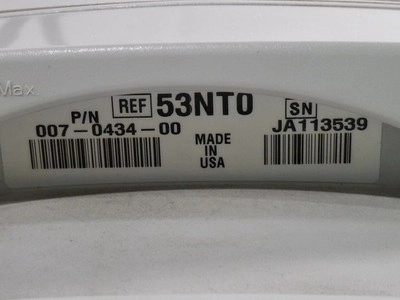 Max.
P/N REF 53NT0 SN
007-0434-00 MADE IN USA JA113539